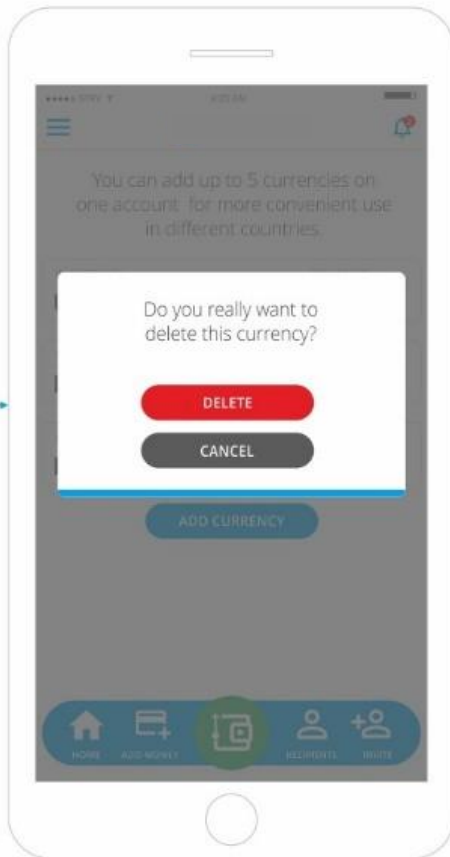 You can add up to 5 currencies on
one account for more convenient use
in different countries.
Do you really want to
delete this currency?
DELETE
CANCEL
ADD CURRENCY
HOME
ADD MONEY
RECIPIENTS
INVITE